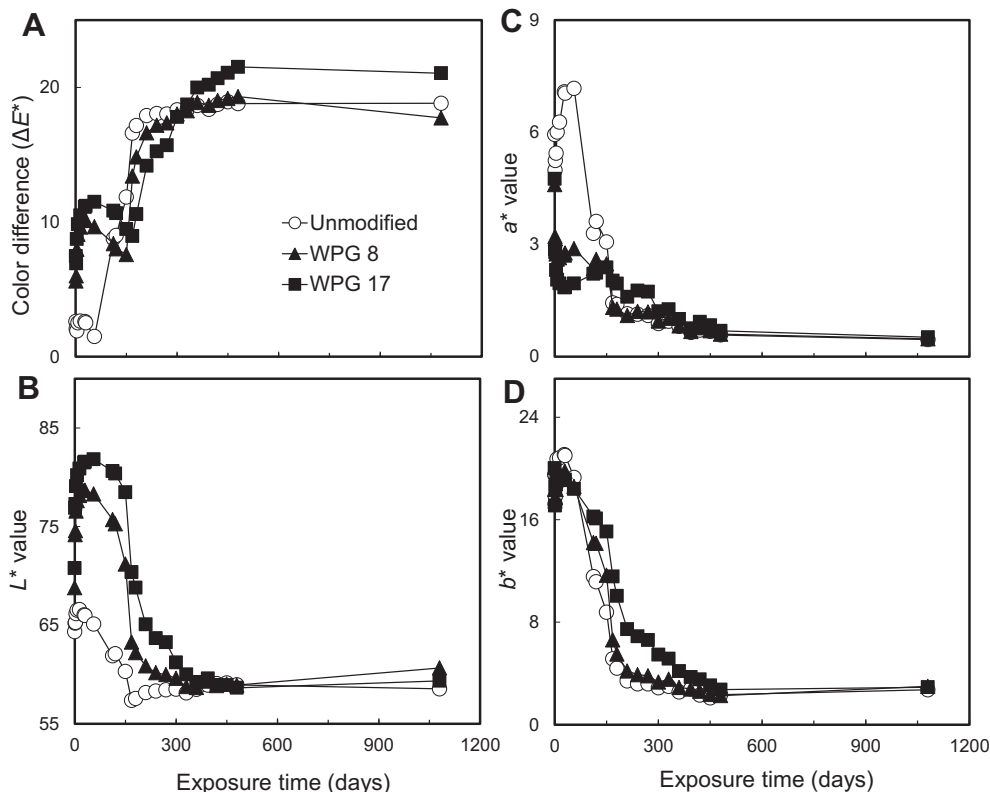 A
20
10
0
Color difference (ΔE*)
Unmodified
WPG 8
WPG 17
C
9
6
3
0
a* value
B
85
75
65
55
L* value
0 300 600 900 1200
Exposure time (days)
D
24
16
8
0
b* value
0 300 600 900 1200
Exposure time (days)